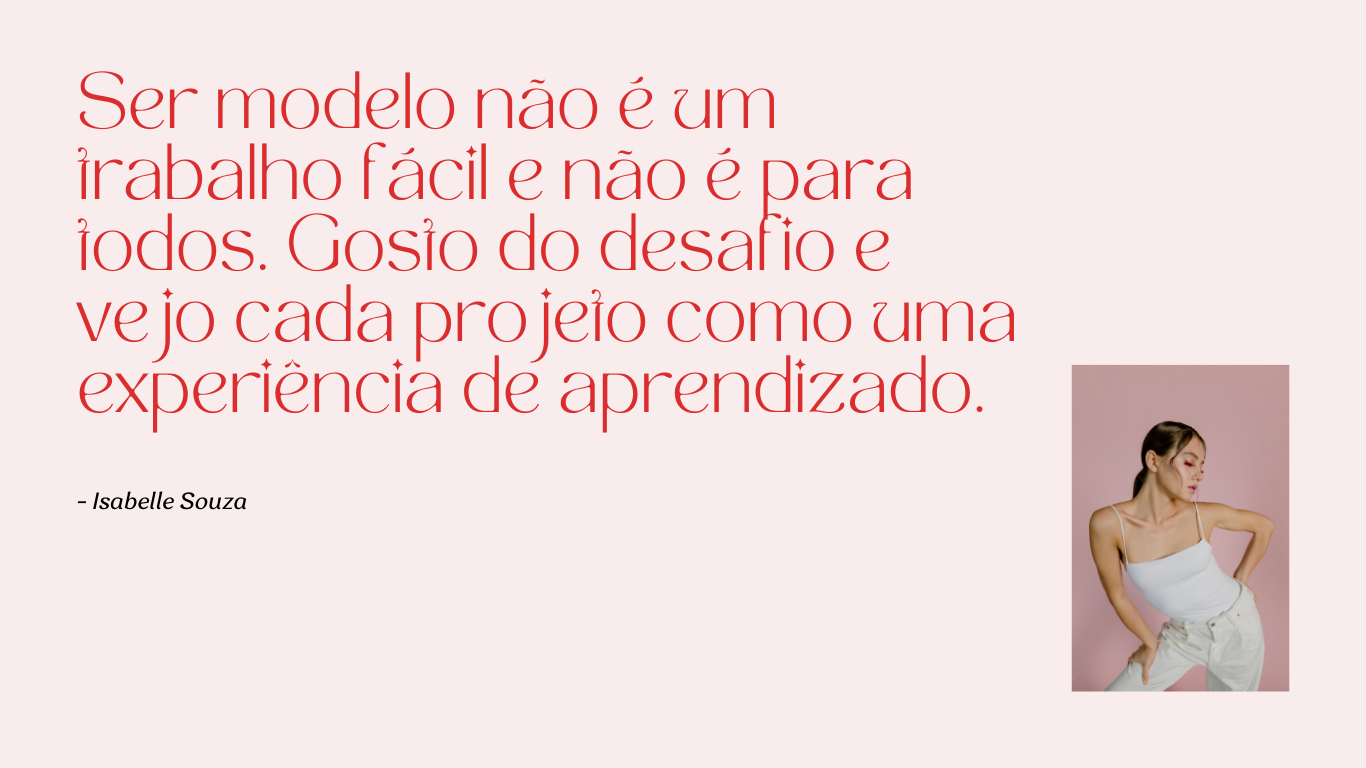 Ser modelo não é um
trabalho fácil e não é para
todos. Gosto do desafio e
vejo cada projeto como uma
experiência de aprendizado.
- Isabelle Souza